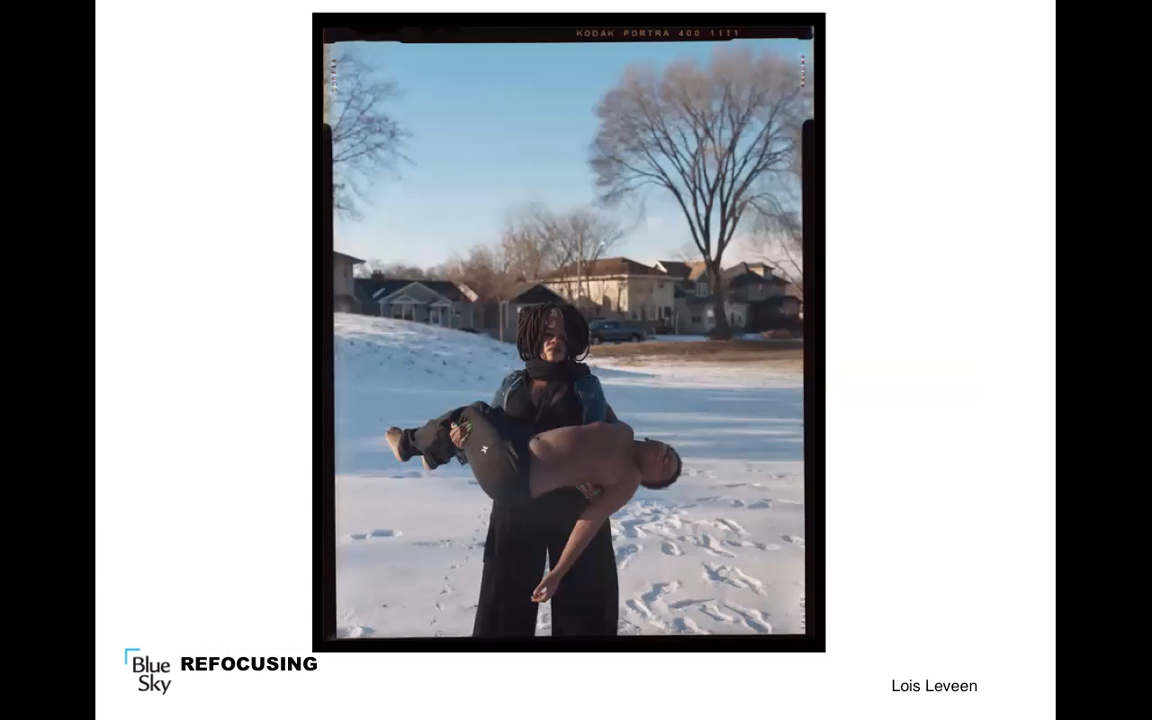 KODAK PORTRA 400 1111
Blue
Sky
REFOCUSING
Lois Leveen